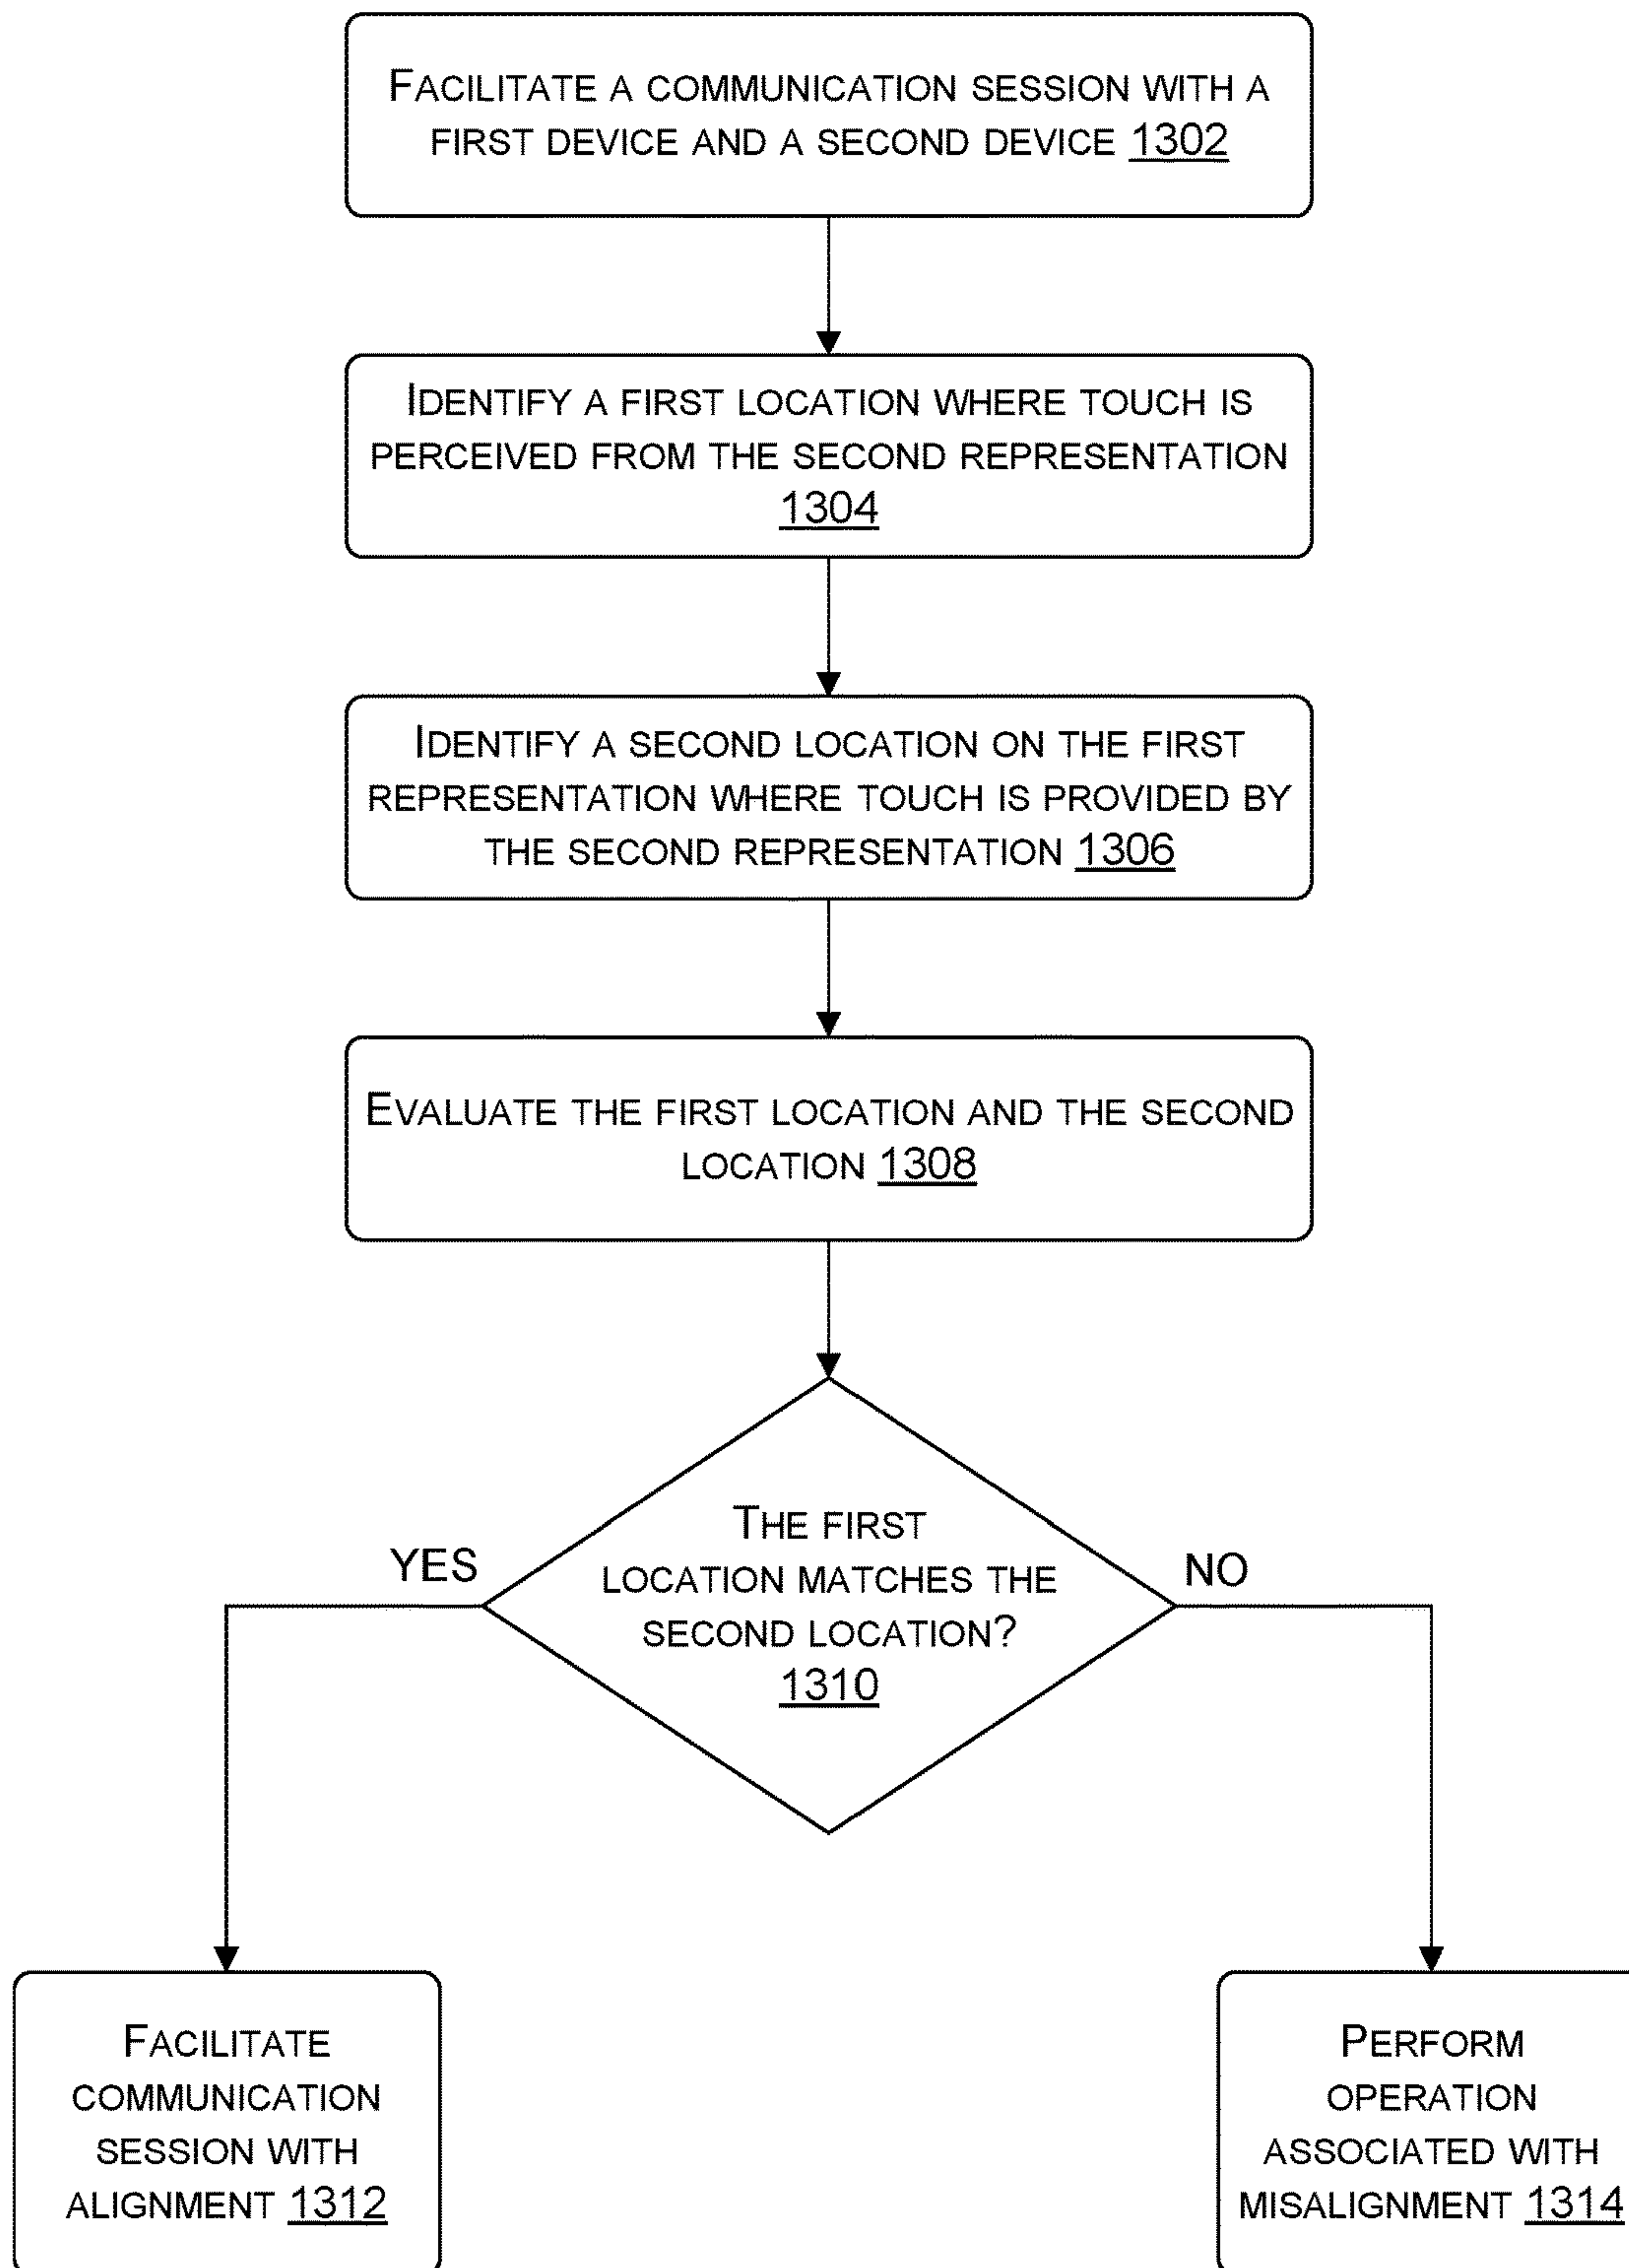 FACILITATE A COMMUNICATION SESSION WITH A
FIRST DEVICE AND A SECOND DEVICE 1302
IDENTIFY A FIRST LOCATION WHERE TOUCH IS
PERCEIVED FROM THE SECOND REPRESENTATION
1304
IDENTIFY A SECOND LOCATION ON THE FIRST
REPRESENTATION WHERE TOUCH IS PROVIDED BY
THE SECOND REPRESENTATION 1306
EVALUATE THE FIRST LOCATION AND THE SECOND
LOCATION 1308
THE FIRST
LOCATION MATCHES THE
SECOND LOCATION?
1310
YES
NO
FACILITATE
COMMUNICATION
SESSION WITH
ALIGNMENT 1312
PERFORM
OPERATION
ASSOCIATED WITH
MISALIGNMENT 1314